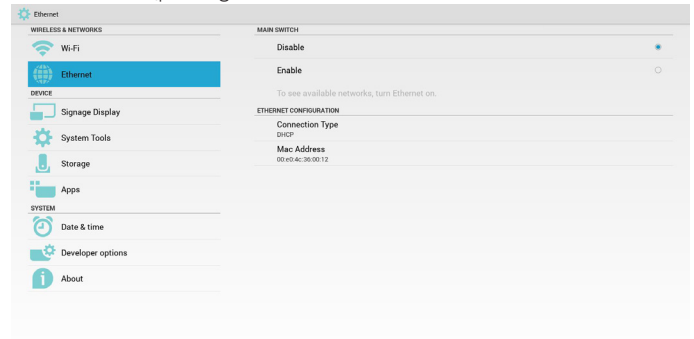 Ethernet
WIRELESS & NETWORKS
Wi-Fi
Ethernet
DEVICE
Signage Display
System Tools
Storage
Apps
SYSTEM
Date & time
Developer options
About
MAIN SWITCH
Disable
Enable
To see available networks, turn Ethernet on.
ETHERNET CONFIGURATION
Connection Type
DHCP
Mac Address
00:e0:4c:36:00:12